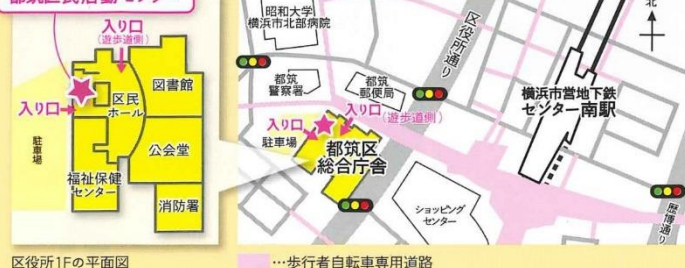 都筑区民活動センター
入り口
(遊歩道側)
図書館
入り口
区民
ホール
駐車場
公会堂
福祉保健
センター
消防署
区役所1Fの平面図
昭和大学
横浜市北部病院
区役所通り
北
都筑
警察署
都筑
郵便局
横浜市営地下鉄
センター南駅
入り口
入り口
(遊歩道側)
駐車場
都筑区
総合庁舎
ショッピング
センター
歴博通り
…歩行者自転車専用道路